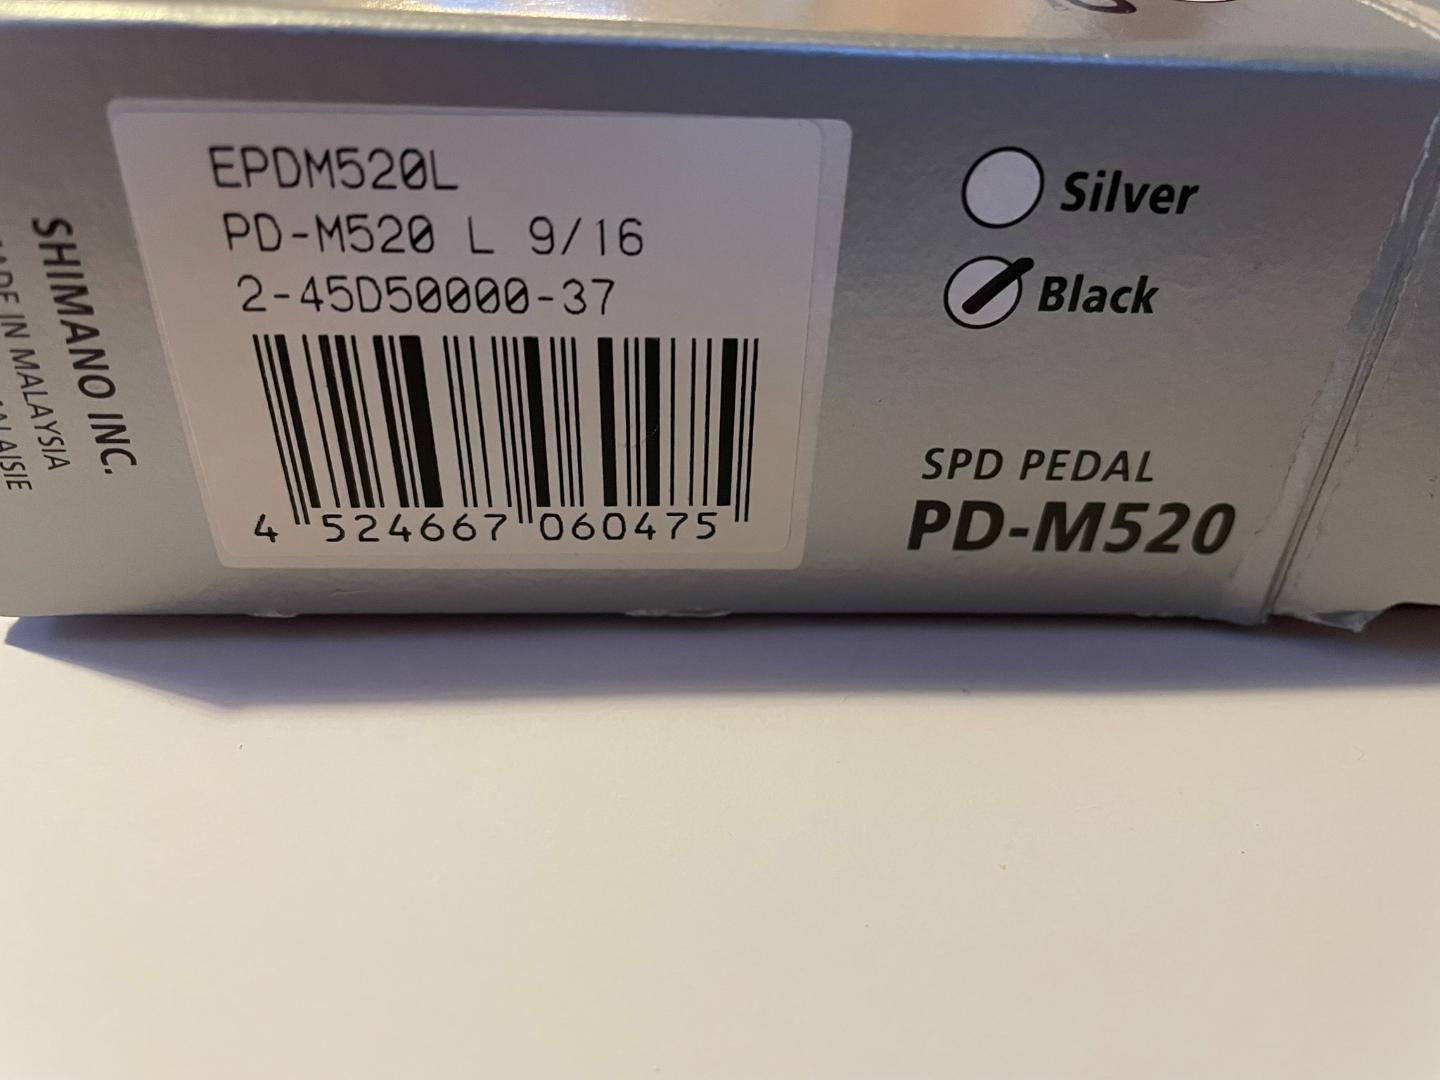 EPDM520L
PD-M520 L 9/16
2-45D50000-37
4 524667 060475
Silver
Black
SPD PEDAL
PD-M520
SHIMANO INC.
IN MALAYSIA